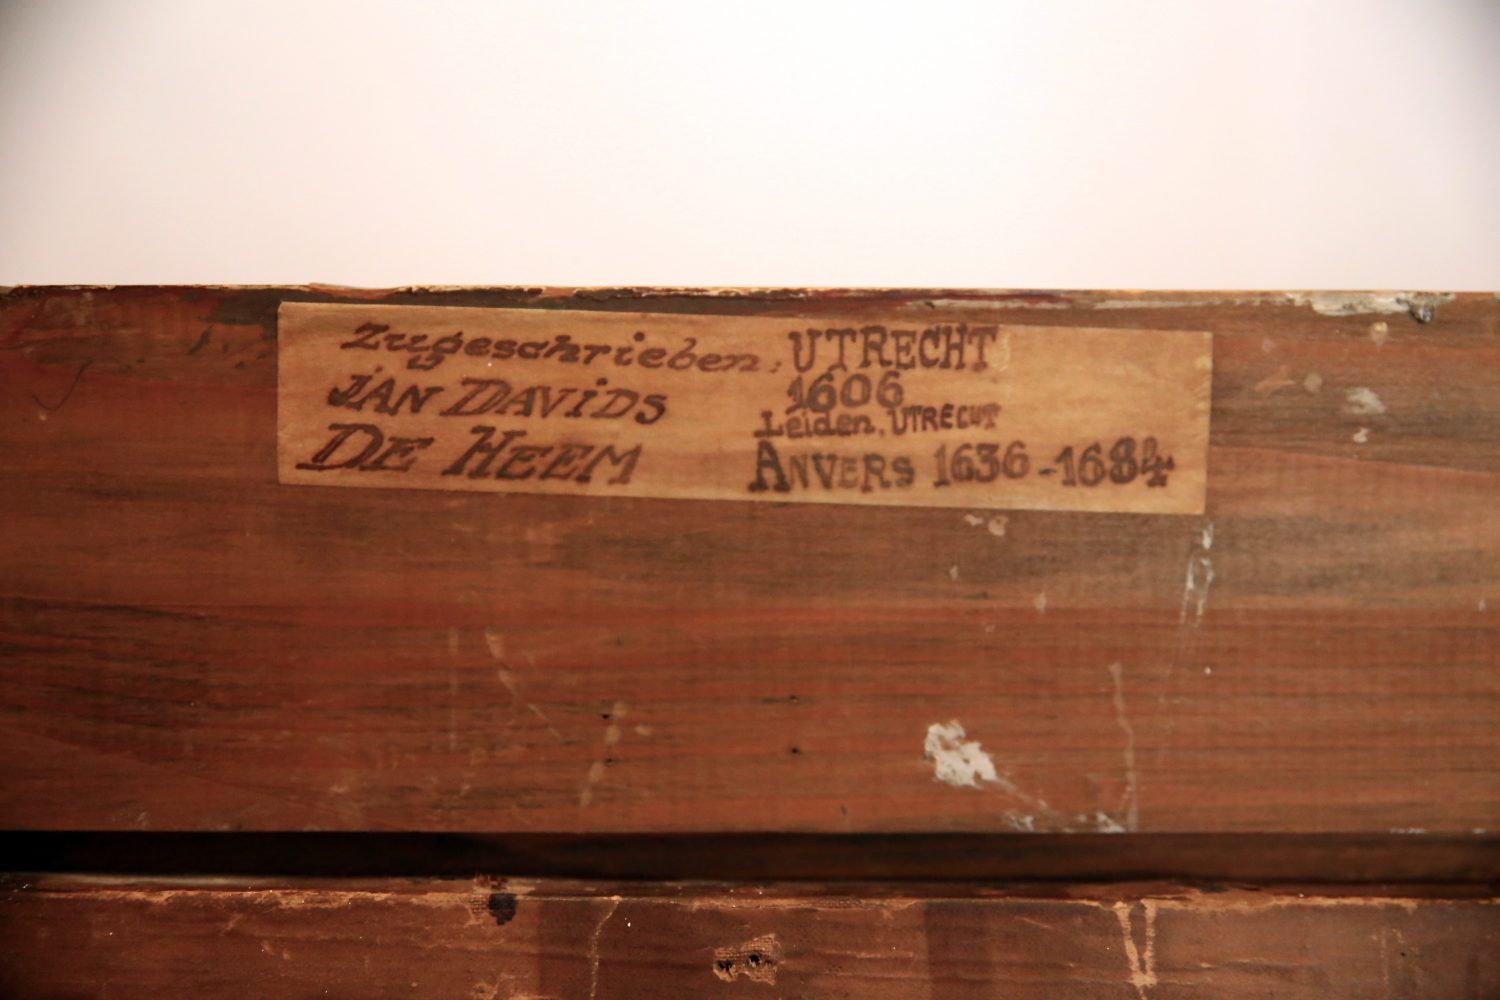 Zugeschrieben:
JAN DAVIDS
DE HEEM
UTRECHT
1606
Leiden, UTRECHT
ANVERS 1636-1684